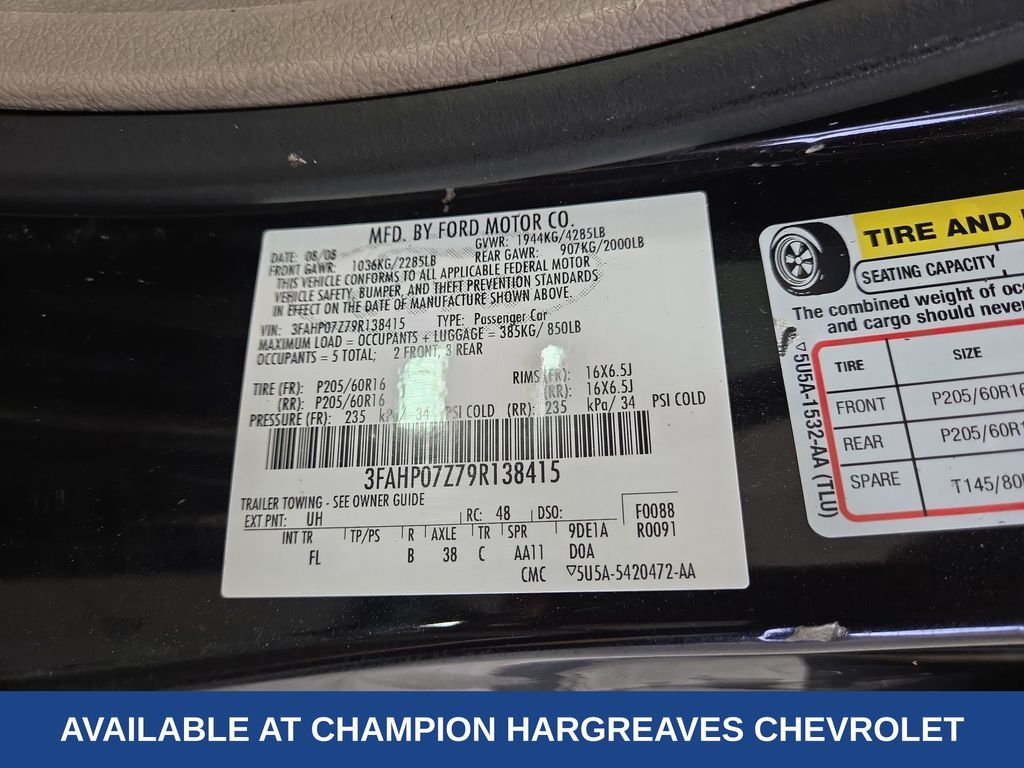 MFD. BY FORD MOTOR CO.
DATE: 08/08 GVWR: 1944KG/4285LB
FRONT GAWR: 1036KG/2285LB REAR GAWR: 907KG/2000LB
THIS VEHICLE CONFORMS TO ALL APPLICABLE FEDERAL MOTOR
VEHICLE SAFETY, BUMPER, AND THEFT PREVENTION STANDARDS
IN EFFECT ON THE DATE OF MANUFACTURE SHOWN ABOVE.
VIN: 3FAHP07Z79R138415 TYPE: Passenger Car
MAXIMUM LOAD = OCCUPANTS + LUGGAGE = 385KG/ 850LB
OCCUPANTS = 5 TOTAL; 2 FRONT, 3 REAR
TIRE (FR): P205/60R16 RIMS (FR): 16X6.5J
(RR): P205/60R16 (RR): 16X6.5J
PRESSURE (FR): 235 kPa/ 34 PSI COLD (RR): 235 kPa/ 34 PSI COLD
3FAHP07Z79R138415
TRAILER TOWING - SEE OWNER GUIDE
EXT PNT: UH RC: 48 DSO: F0088
INT TR TP/PS R AXLE TR SPR 9DE1A R0091
FL B 38 C AA11 D0A
CMC ▽5U5A-5420472-AA
TIRE AND
SEATING CAPACITY
The combined weight of occ
and cargo should never
TIRE SIZE
FRONT P205/60R16
REAR P205/60R1
SPARE T145/80
▽5U5A-1532-AA (TLU)
AVAILABLE AT CHAMPION HARGREAVES CHEVROLET